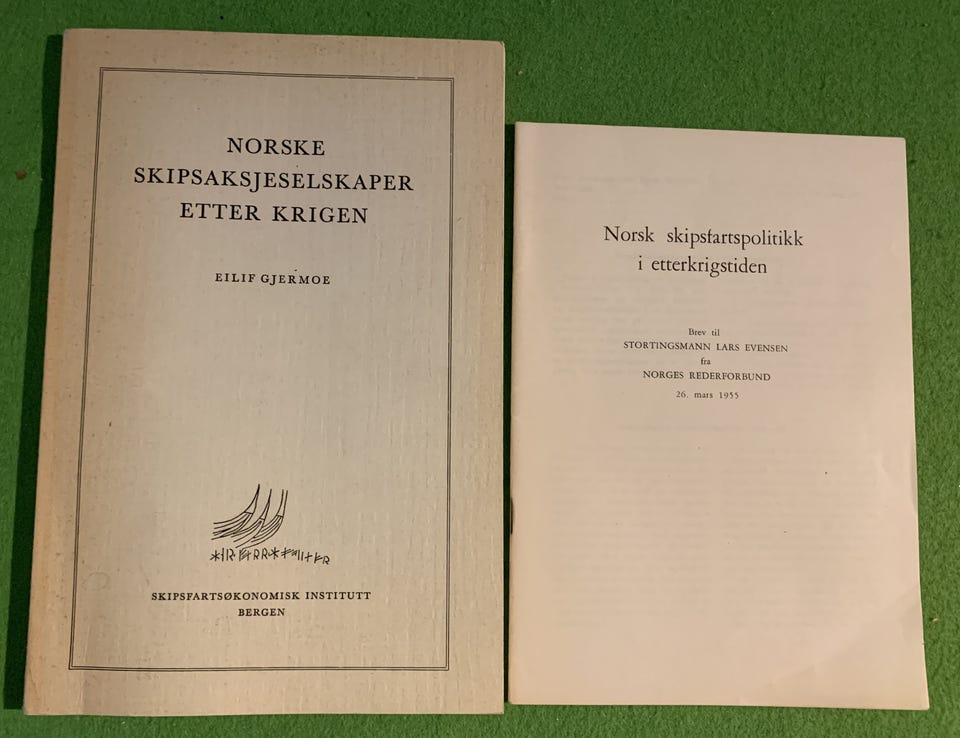 NORSKE
SKIPSAKSJESELSKAPER
ETTER KRIGEN
EILIF GJERMOE
SKIPSFARTSØKONOMISK INSTITUTT
BERGEN
Norsk skipsfartspolitikk
i etterkrigstiden
Brev til
STORTINGSMANN LARS EVENSEN
fra
NORGES REDERFORBUND
26. mars 1955